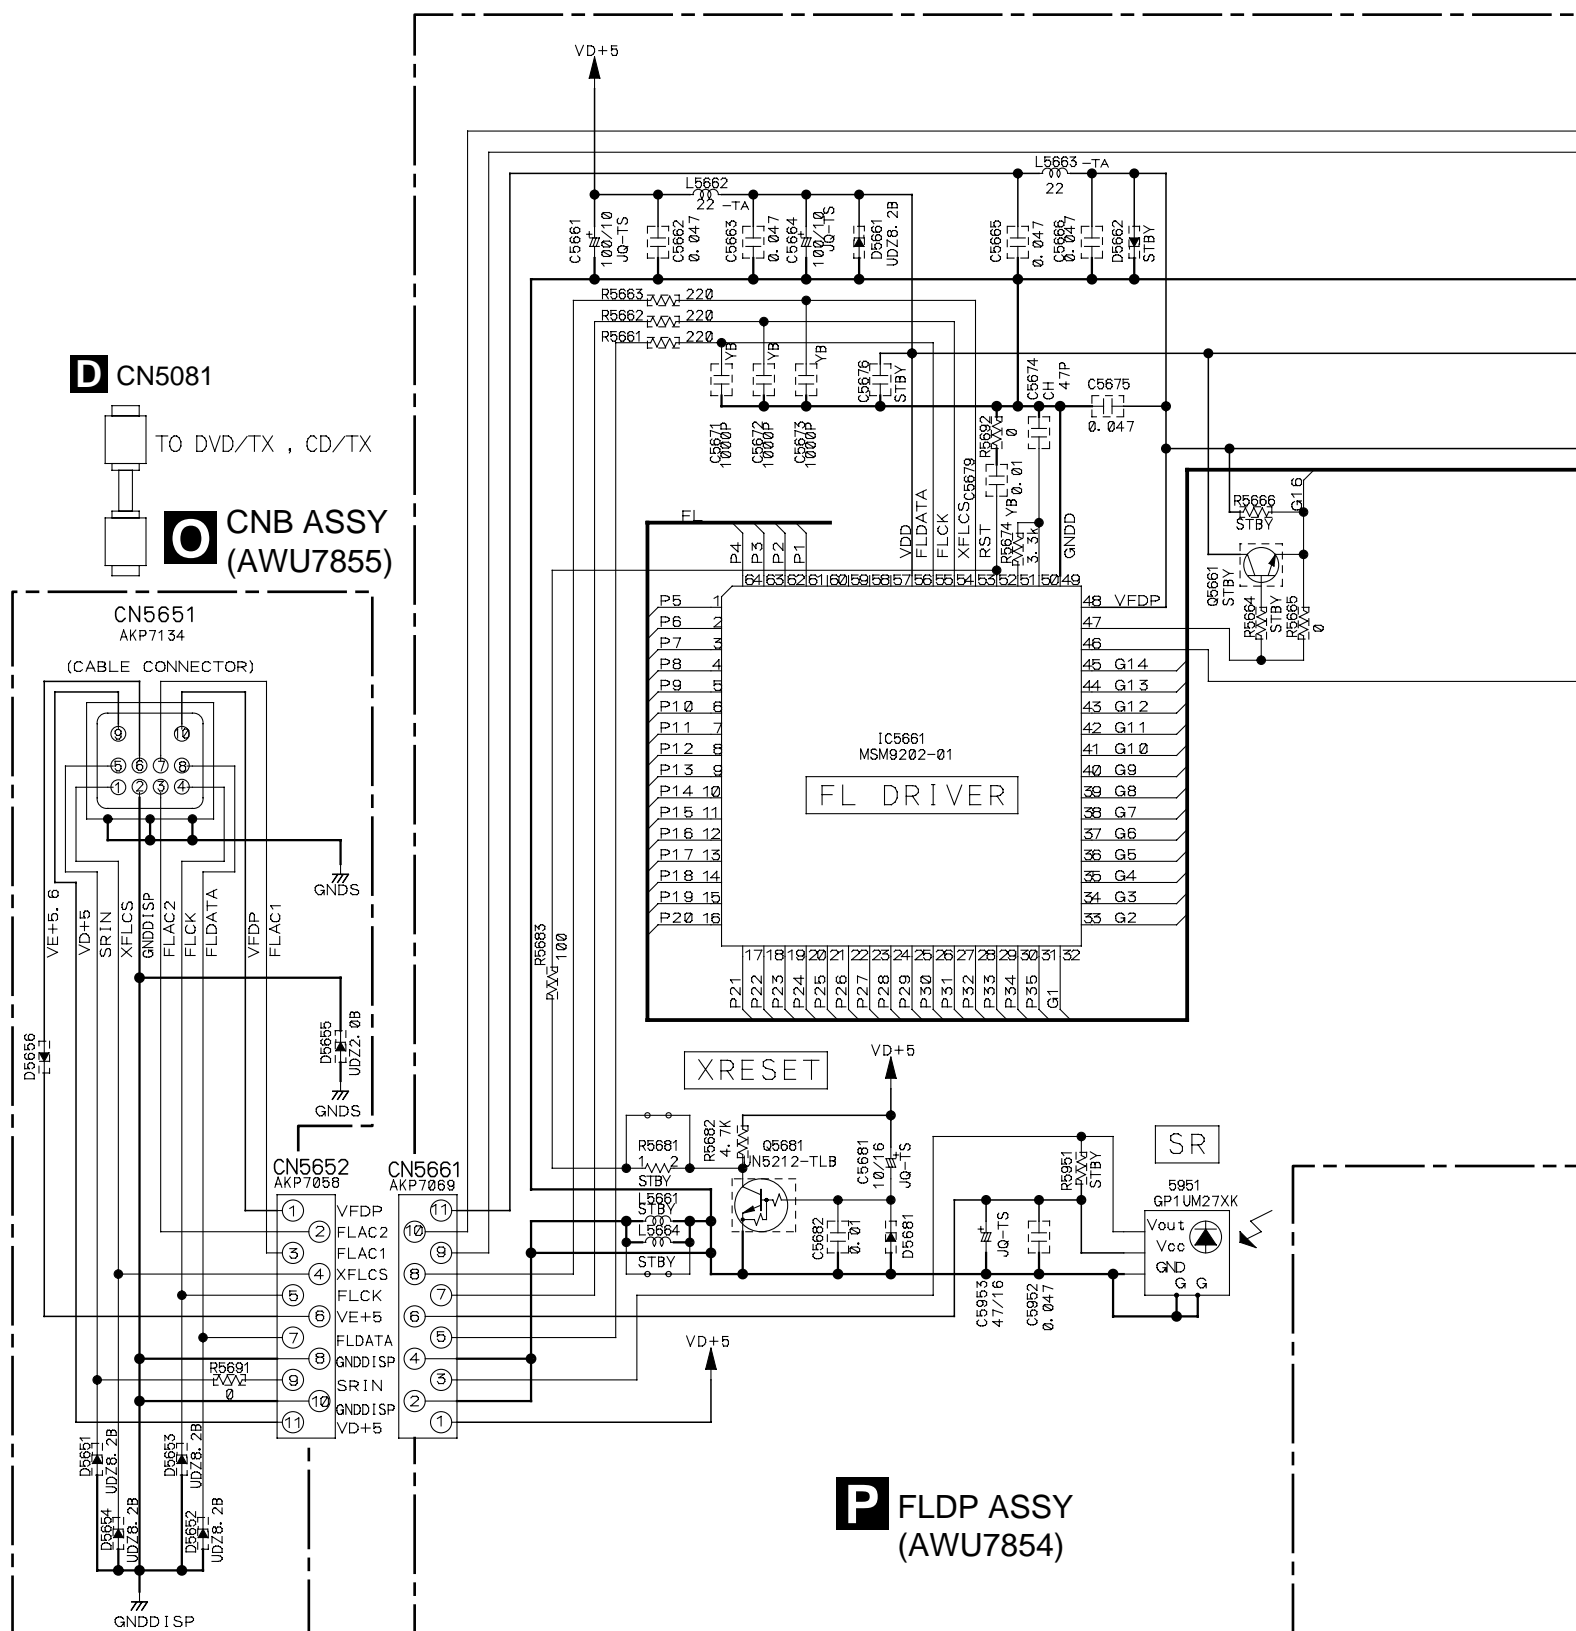 VD+5
L5663 -TA
22
L5662
22 -TA
C5661
100/10
JQ-TS
C5662
0.047
C5663
0.047
C5664
100/10
JQ-TS
D5661
UDZ8.2B
C5665
0.047
C5666
0.047
D5662
STBY
R5663 220
R5662 220
R5661 220
YB
YB
YB
C5671
1000P
C5672
1000P
C5673
1000P
C5676
STBY
C5674
CH
47P
C5675
0.047
R5692
0
C5679
0.01
YB
R5674
3.3k
D CN5081
TO DVD/TX , CD/TX
O CNB ASSY
(AWU7855)
FL
P4
P3
P2
P1
VDD
FLDATA
FLCK
XFLCS
RST
GNDD
64 63 62 61 60 59 58 57 56 55 54 53 52 51 50 49
G16
R5666
STBY
Q5661
STBY
R5664
STBY
R5665
0
P5 1
P6 2
P7 3
P8 4
P9 5
P10 6
P11 7
P12 8
P13 9
P14 10
P15 11
P16 12
P17 13
P18 14
P19 15
P20 16
IC5661
MSM9202-01
FL DRIVER
48 VFDP
47
46
45 G14
44 G13
43 G12
42 G11
41 G10
40 G9
39 G8
38 G7
37 G6
36 G5
35 G4
34 G3
33 G2
17 18 19 20 21 22 23 24 25 26 27 28 29 30 31 32
P21
P22
P23
P24
P25
P26
P27
P28
P29
P30
P31
P32
P33
P34
P35
G1
CN5651
AKP7134
(CABLE CONNECTOR)
9 10
5 6 7 8
1 2 3 4
GNDS
VE+5.6
VD+5
SRIN
XFLCS
GNDDISP
FLAC2
FLCK
FLDATA
VFDP
FLAC1
D5656
D5655
UDZ2.0B
GNDS
R5683
100
XRESET
VD+5
R5681
1 2
STBY
R5682
4.7K
Q5681
UN5212-TLB
C5681
10/16
JQ-TS
L5661
STBY
L5664
STBY
C5682
0.01
D5681
R5951
STBY
C5953
47/16
JQ-TS
C5952
0.047
SR
5951
GP1UM27XK
Vout
Vcc
GND
G G
CN5652
AKP7058
CN5661
AKP7069
1 VFDP 11
2 FLAC2 10
3 FLAC1 9
4 XFLCS 8
5 FLCK 7
6 VE+5 6
7 FLDATA 5
8 GNDDISP 4
9 SRIN 3
10 GNDDISP 2
11 VD+5 1
R5691
0
VD+5
D5651
UDZ8.2B
D5654
UDZ8.2B
D5653
UDZ8.2B
D5652
UDZ8.2B
GNDDISP
P FLDP ASSY
(AWU7854)